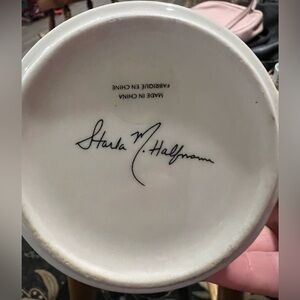 MADE IN CHINA
FABRIQUÉ EN CHINE
Starla M. Halfmann